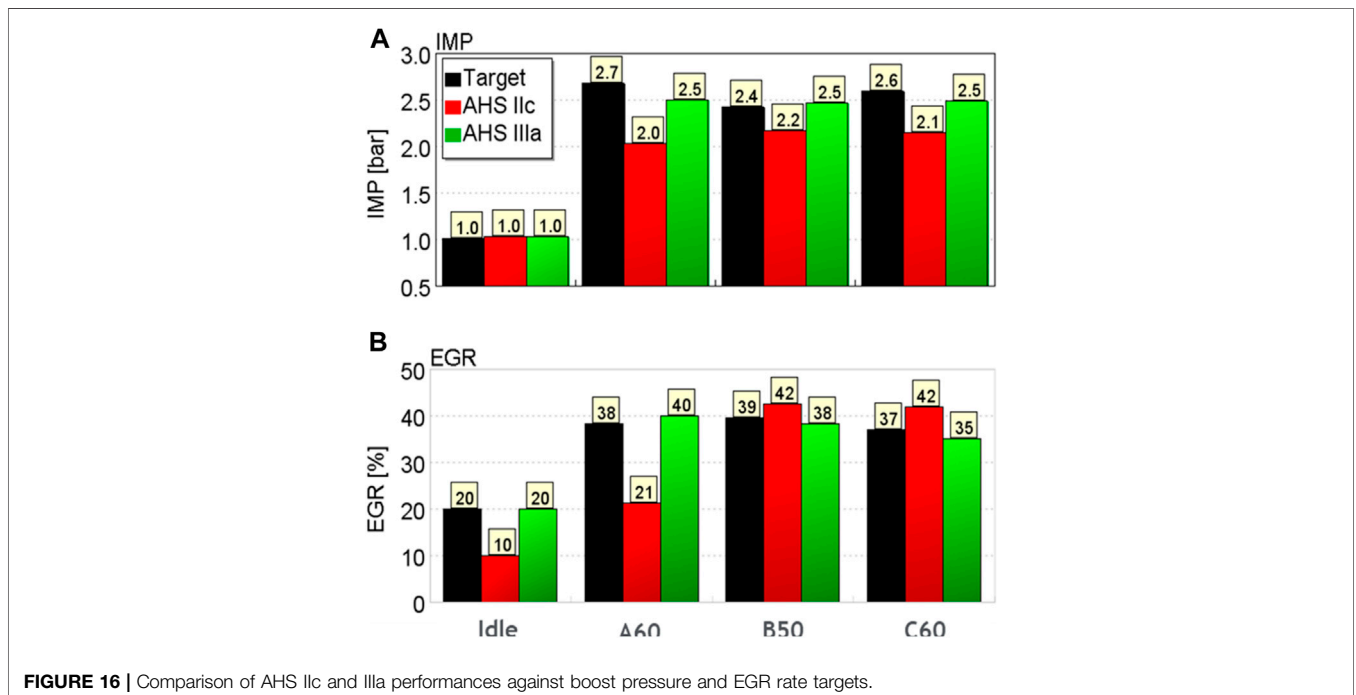 A
IMP
IMP [bar]
3.0
2.5
2.0
1.5
1.0
0.5
Target
AHS IIc
AHS IIIa
1.0 1.0 1.0
2.7 2.0 2.5
2.4 2.2 2.5
2.6 2.1 2.5
B
EGR
EGR [%]
50
40
30
20
10
0
20 10 20
38 21 40
39 42 38
37 42 35
Idle A60 B50 C60
FIGURE 16 | Comparison of AHS IIc and IIIa performances against boost pressure and EGR rate targets.